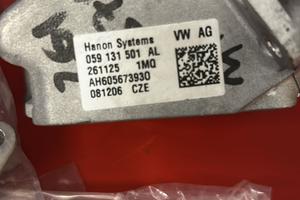 Hanon Systems VW AG
059 131 501 AL
261125 1MQ
AH605673930
081206 CZE